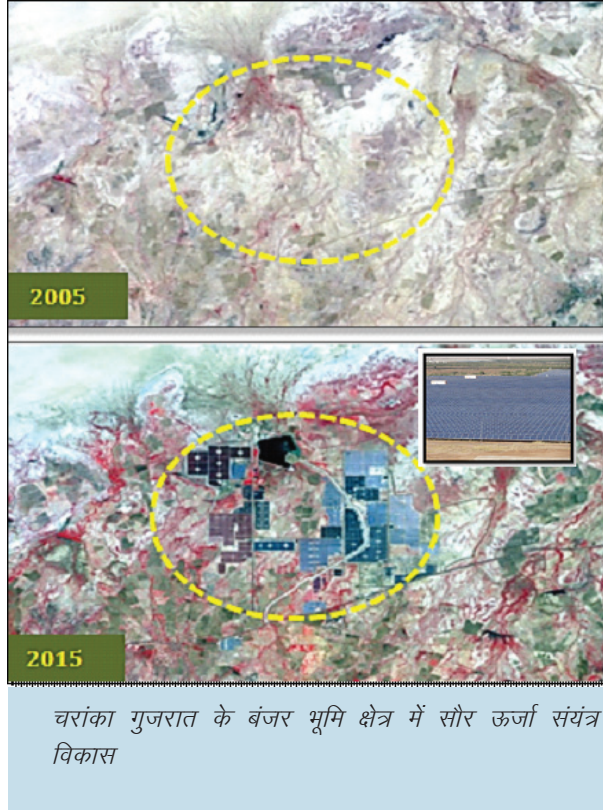 2005
2015
चरांका गुजरात के बंजर भूमि क्षेत्र में सौर ऊर्जा संयंत्र
विकास